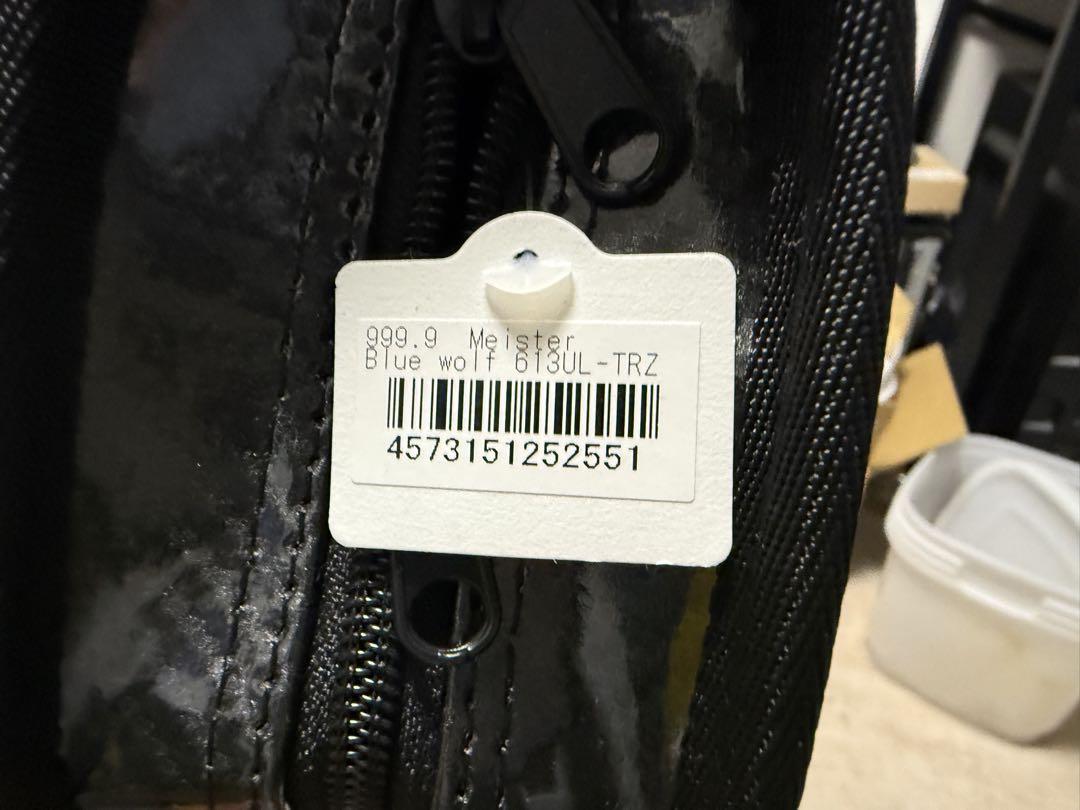 999.9 Meister
Blue wolf 613UL-TRZ
4573151252551